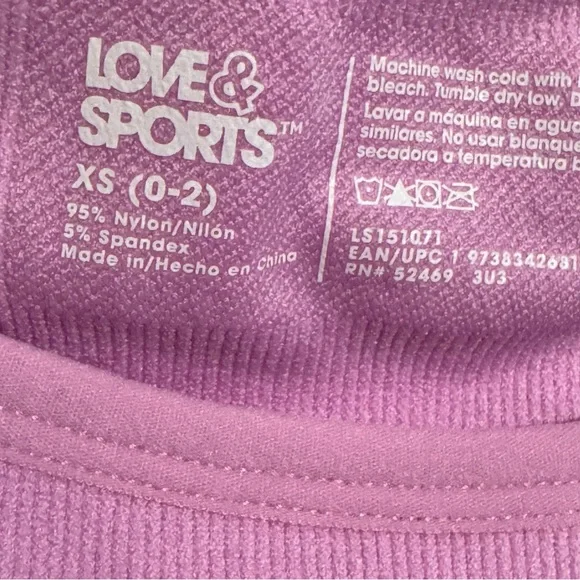 LOVE&
SPORTS™
XS (0-2)
95% Nylon/Nilón
5% Spandex
Made in/Hecho en China
Machine wash cold with
bleach. Tumble dry low.
Lavar a máquina en agua
similares. No usar blanque
secadora a temperatura
LS151071
EAN/UPC 1 9738342681
RN# 52469 3U3